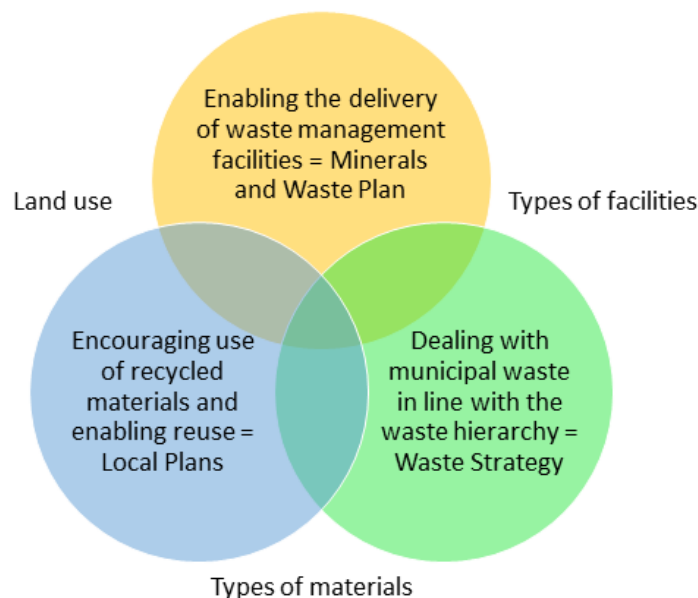 Enabling the delivery
of waste management
facilities = Minerals
and Waste Plan
Land use
Types of facilities
Encouraging use
of recycled
materials and
enabling reuse =
Local Plans
Dealing with
municipal waste
in line with the
waste hierarchy =
Waste Strategy
Types of materials